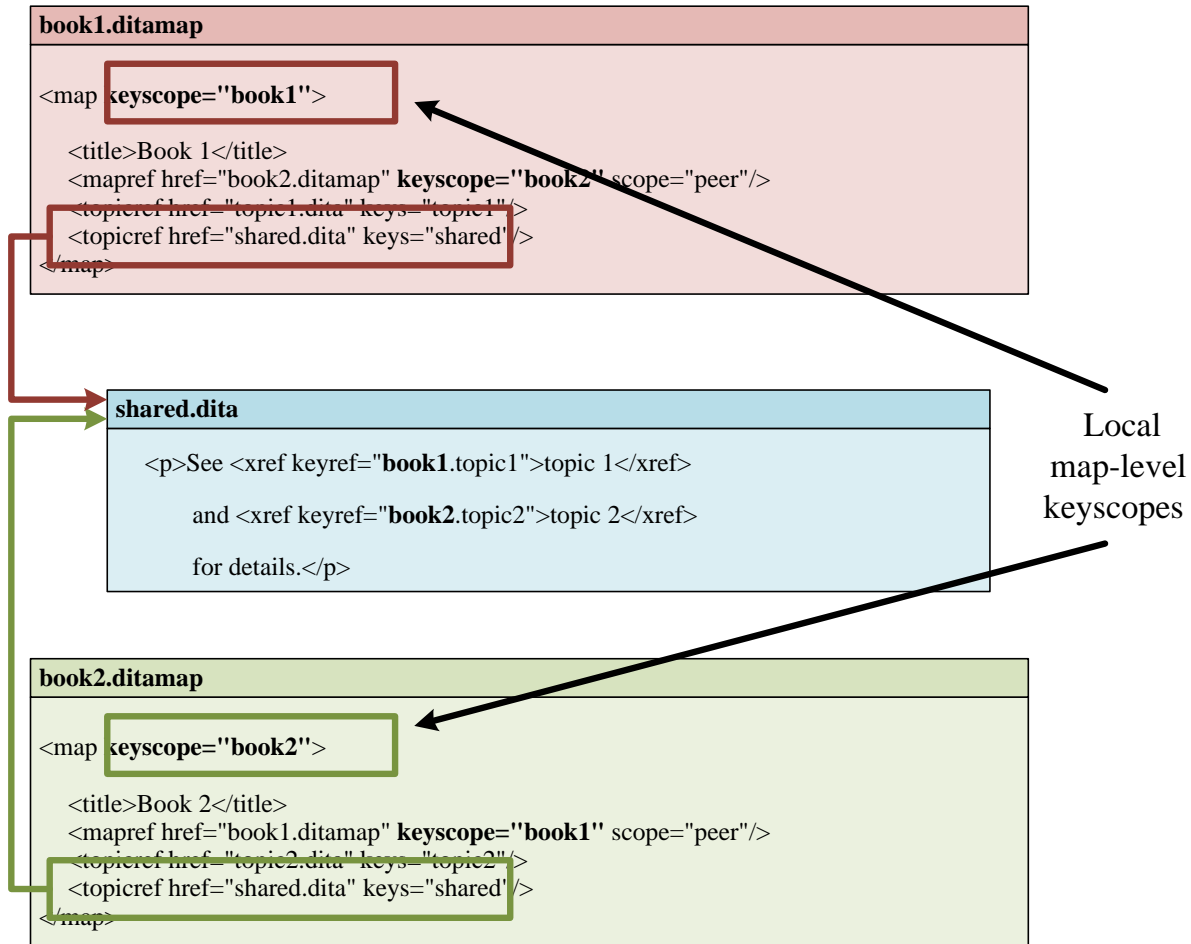 book1.ditamap
<map keyscope="book1">
<title>Book 1</title>
<mapref href="book2.ditamap" keyscope="book2" scope="peer"/>
<topicref href="topic1.dita" keys="topic1"/>
<topicref href="shared.dita" keys="shared"/>
</map>
shared.dita
<p>See <xref keyref="book1.topic1">topic 1</xref>
and <xref keyref="book2.topic2">topic 2</xref>
for details.</p>
Local
map-level
keyscopes
book2.ditamap
<map keyscope="book2">
<title>Book 2</title>
<mapref href="book1.ditamap" keyscope="book1" scope="peer"/>
<topicref href="topic2.dita" keys="topic2"/>
<topicref href="shared.dita" keys="shared"/>
</map>